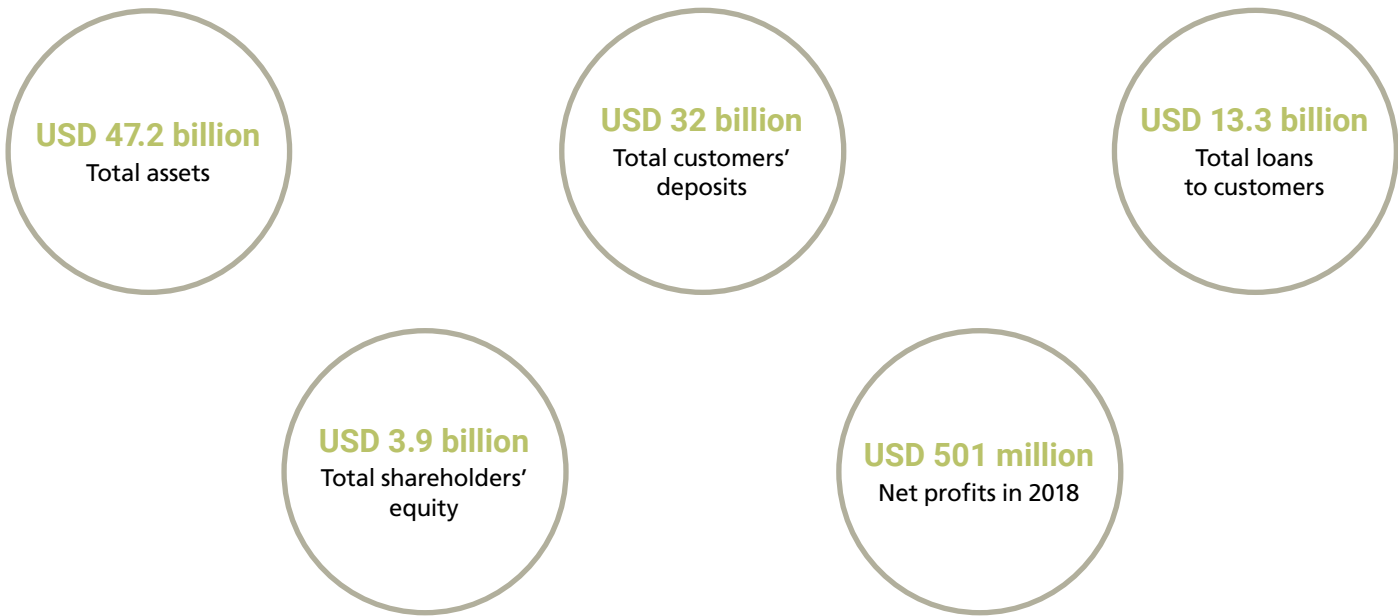 USD 47.2 billion
Total assets
USD 32 billion
Total customers’
deposits
USD 13.3 billion
Total loans
to customers
USD 3.9 billion
Total shareholders’
equity
USD 501 million
Net profits in 2018